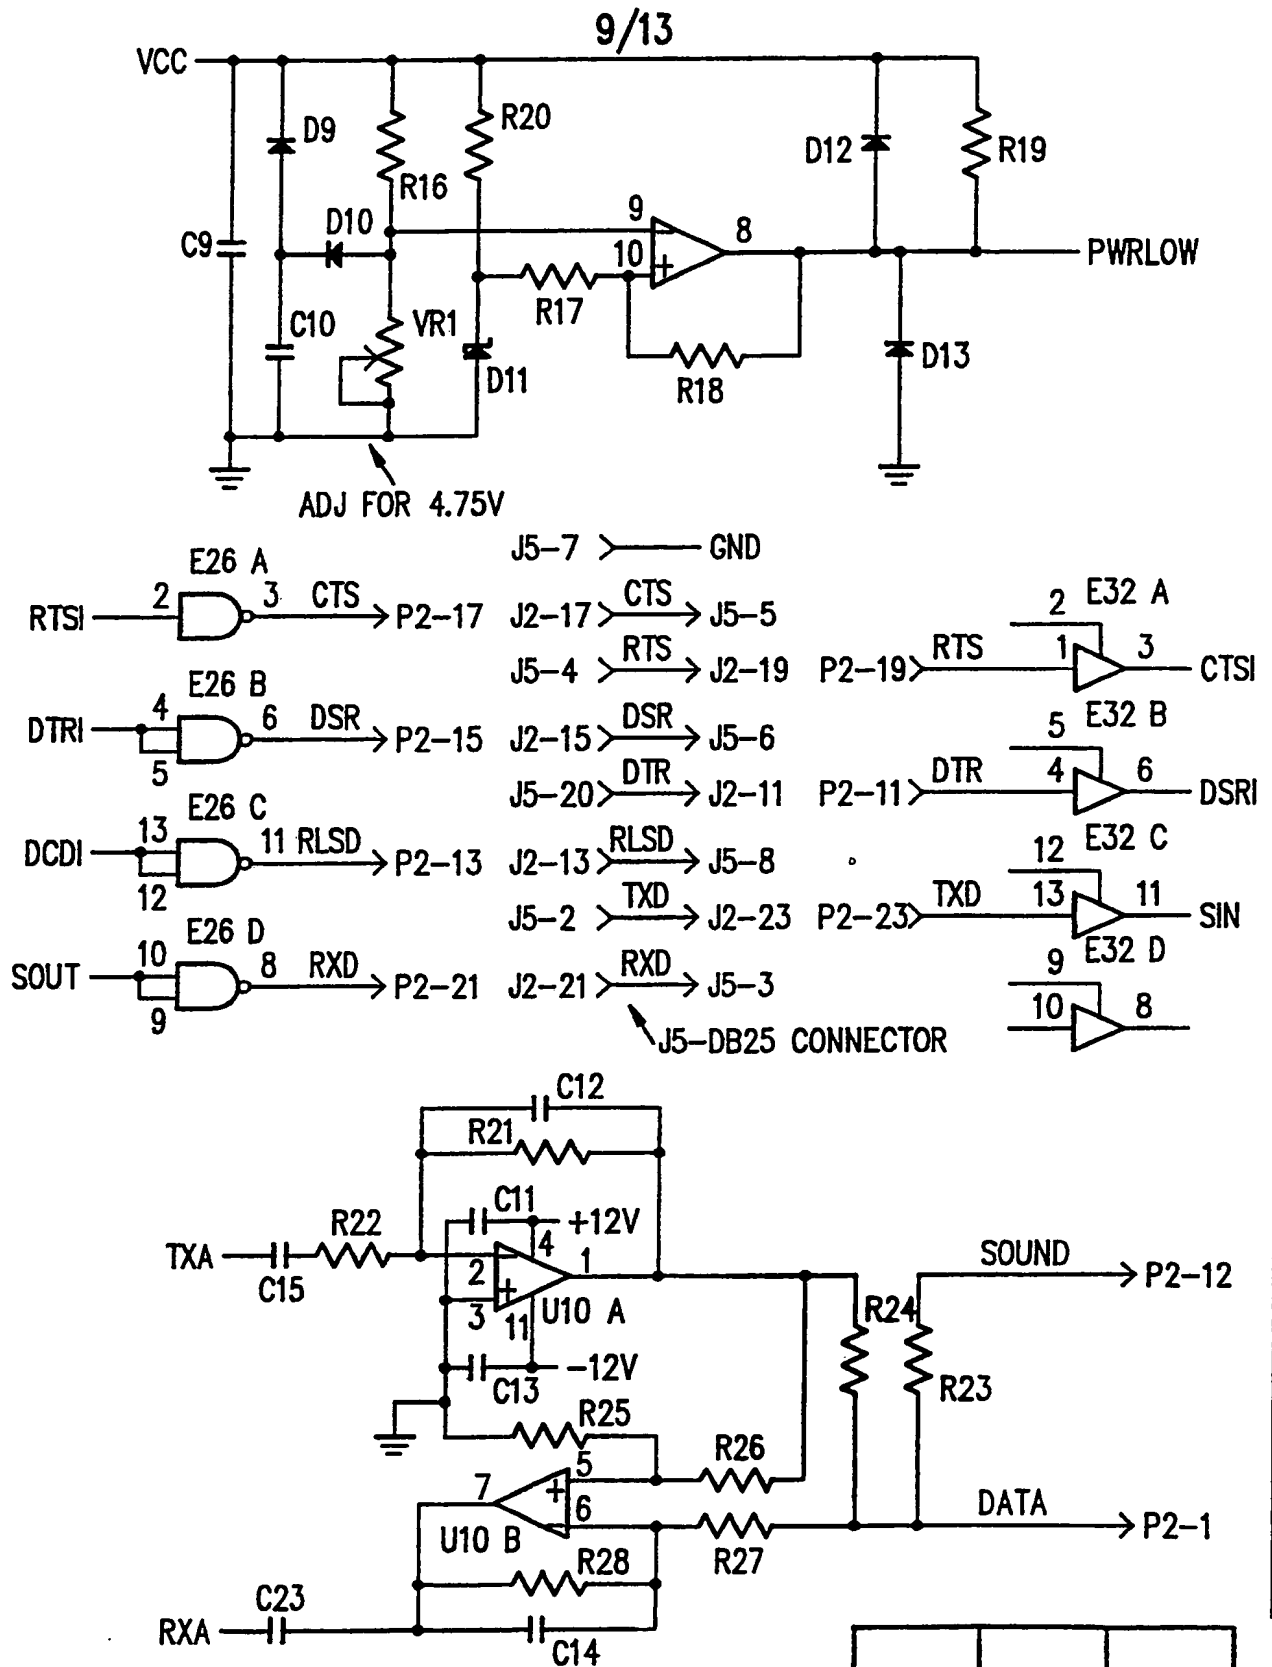 9/13
VCC
D9
R20
D12
R19
R16
D10
9
8
C9
10
PWRLOW
R17
C10
VR1
D11
R18
D13
ADJ FOR 4.75V
J5-7 GND
E26 A
RTSI 2 3 CTS P2-17 J2-17 CTS J5-5
2 E32 A
J5-4 RTS J2-19 P2-19 RTS 1 3 CTSI
E26 B
DTRI 4 5 6 DSR P2-15 J2-15 DSR J5-6
5 E32 B
J5-20 DTR J2-11 P2-11 DTR 4 6 DSRI
E26 C
DCDI 13 12 11 RLSD P2-13 J2-13 RLSD J5-8
12 E32 C
J5-2 TXD J2-23 P2-23 TXD 13 11 SIN
E26 D
SOUT 10 9 8 RXD P2-21 J2-21 RXD J5-3
E32 D
9
10 8
J5-DB25 CONNECTOR
C12
R21
C11
+12V
R22
4
TXA
C15
2
1
3
11
U10 A
SOUND
P2-12
R24
-12V
C13
R23
R25
R26
5
7
6
DATA
P2-1
U10 B
R27
R28
C23
RXA
C14